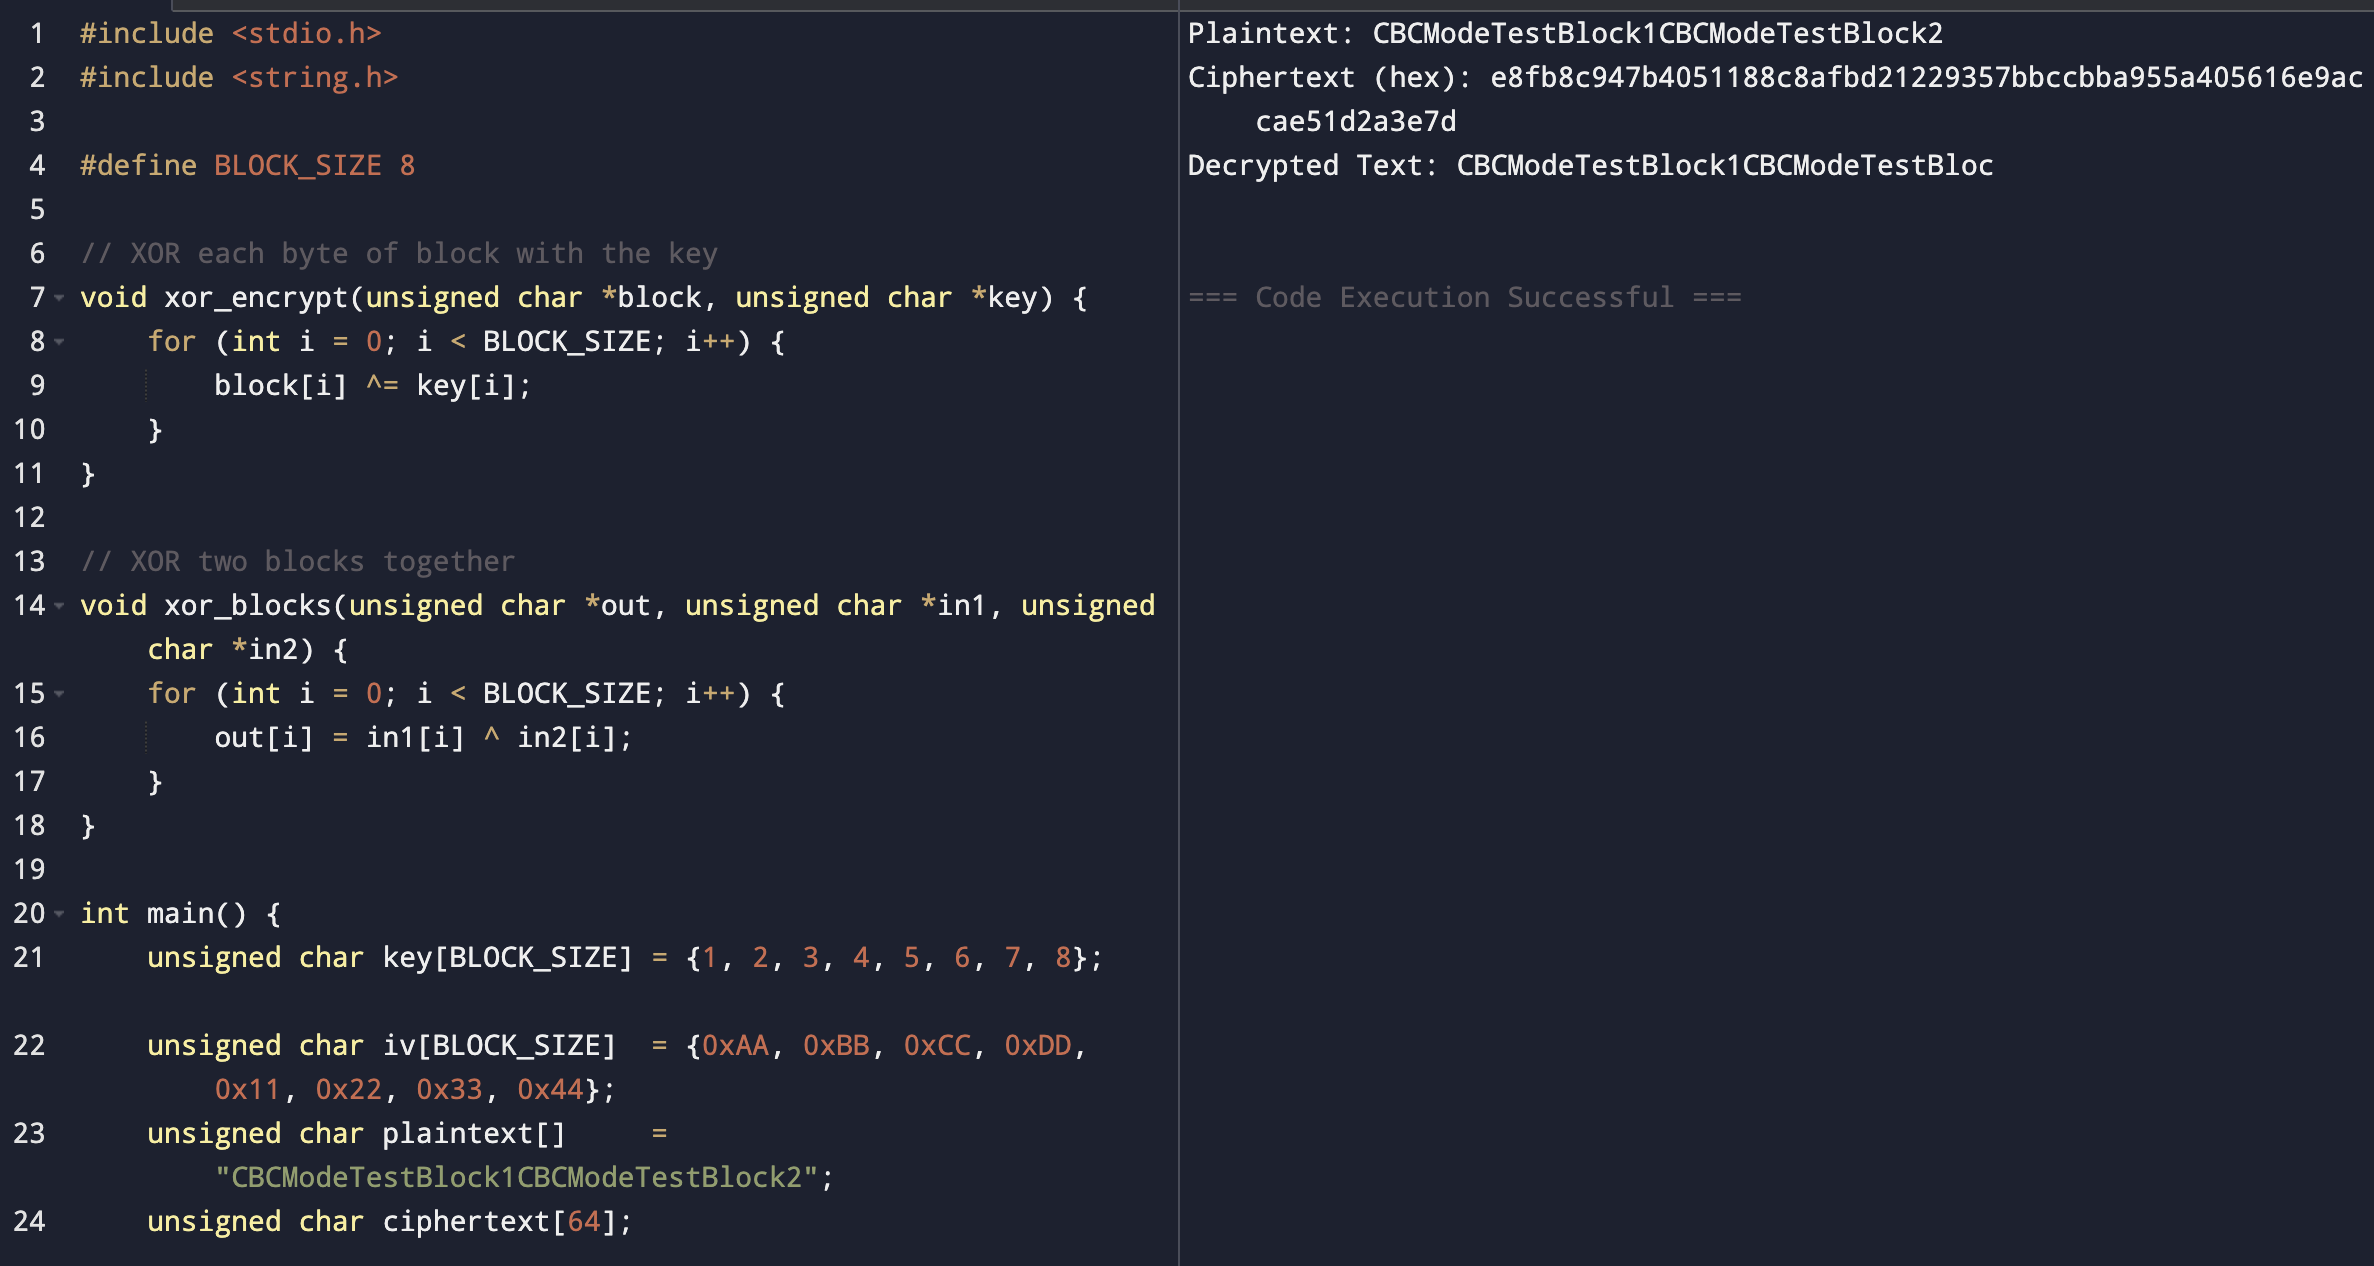 1 #include <stdio.h>
2 #include <string.h>
3
4 #define BLOCK_SIZE 8
5
6 // XOR each byte of block with the key
7 void xor_encrypt(unsigned char *block, unsigned char *key) {
8     for (int i = 0; i < BLOCK_SIZE; i++) {
9         block[i] ^= key[i];
10     }
11 }
12
13 // XOR two blocks together
14 void xor_blocks(unsigned char *out, unsigned char *in1, unsigned
    char *in2) {
15     for (int i = 0; i < BLOCK_SIZE; i++) {
16         out[i] = in1[i] ^ in2[i];
17     }
18 }
19
20 int main() {
21     unsigned char key[BLOCK_SIZE] = {1, 2, 3, 4, 5, 6, 7, 8};
22     unsigned char iv[BLOCK_SIZE]  = {0xAA, 0xBB, 0xCC, 0xDD,
        0x11, 0x22, 0x33, 0x44};
23     unsigned char plaintext[]     =
        "CBCModeTestBlock1CBCModeTestBlock2";
24     unsigned char ciphertext[64];
Plaintext: CBCModeTestBlock1CBCModeTestBlock2
Ciphertext (hex): e8fb8c947b4051188c8afbd21229357bbccbba955a405616e9ac
    cae51d2a3e7d
Decrypted Text: CBCModeTestBlock1CBCModeTestBloc
=== Code Execution Successful ===